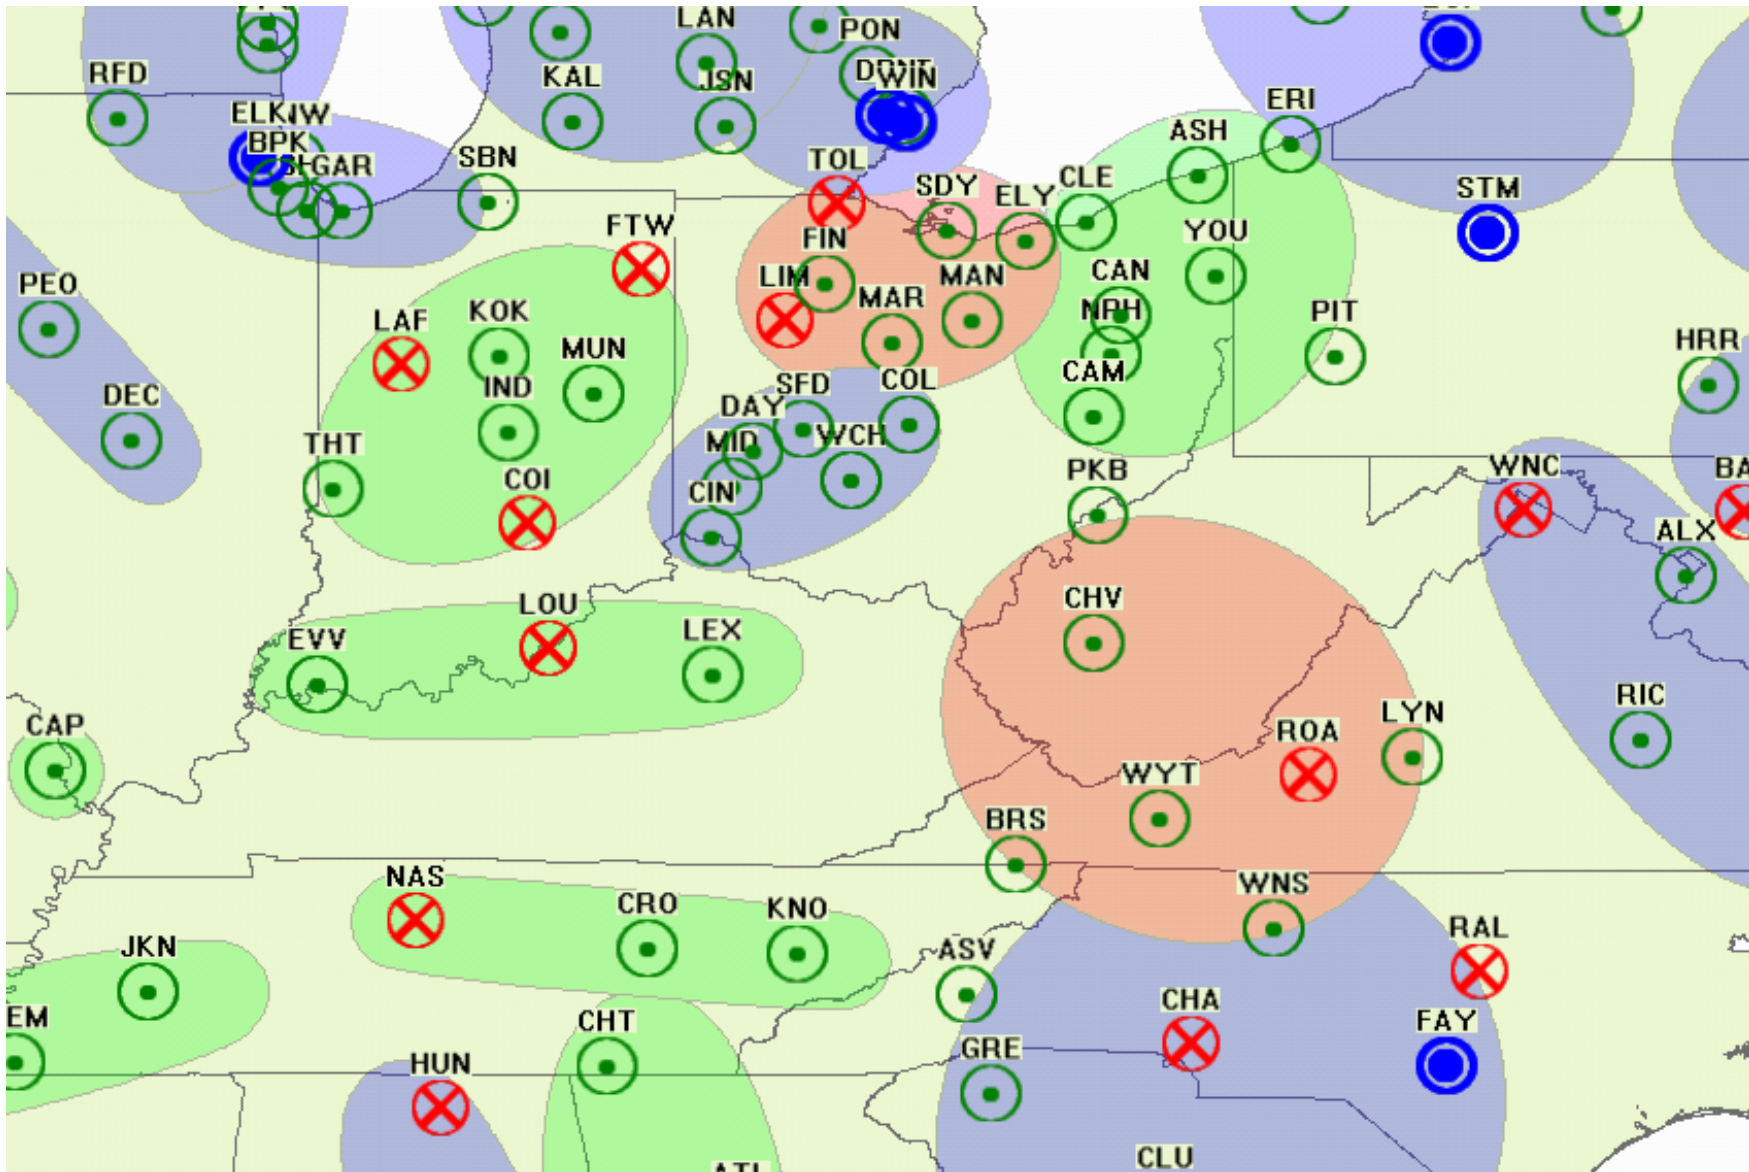 LAN
PON
RFD
KAL
JSN
WIN
ELK
BPK
GAR
SBN
TOL
SDY
ELY
CLE
ASH
ERI
STM
FTW
FIN
LIM
MAR
MAN
CAN
NPH
YOU
PIT
HRR
PEO
LAF
KOK
MUN
IND
DEC
THT
COI
SFD
COL
DAY
MID
WCH
CIN
CAM
PKB
WNC
BA
ALX
EVV
LOU
LEX
CHV
RIC
CAP
WYT
ROA
LYN
BRS
NAS
CRO
KNO
WNS
RAL
JKN
ASV
CHA
FAY
EM
CHT
GRE
HUN
ATL
CLU